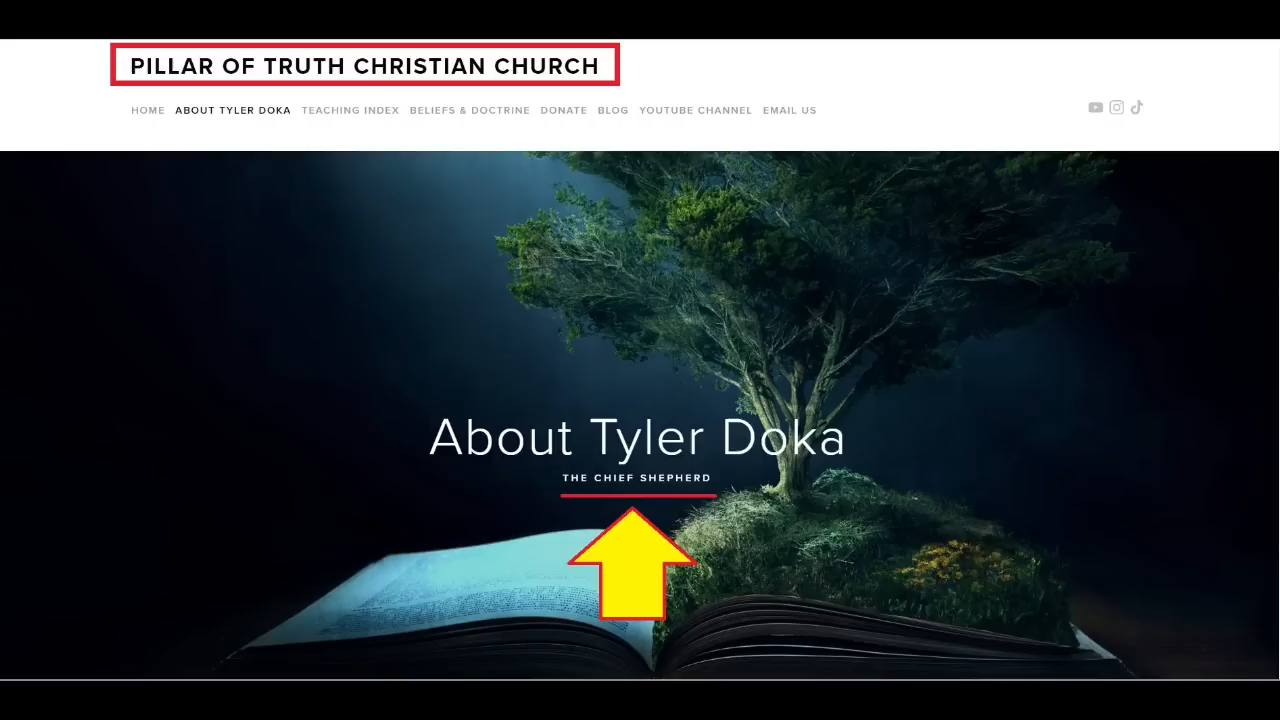 PILLAR OF TRUTH CHRISTIAN CHURCH
HOME ABOUT TYLER DOKA TEACHING INDEX BELIEFS & DOCTRINE DONATE BLOG YOUTUBE CHANNEL EMAIL US
About Tyler Doka
THE CHIEF SHEPHERD